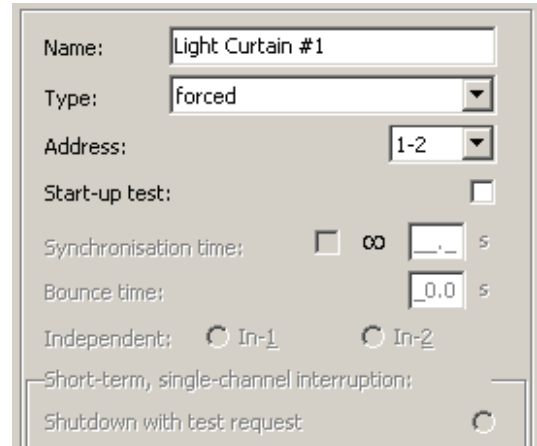 Name: Light Curtain #1
Type: forced
Address: 1-2
Start-up test:
Synchronisation time: ∞ __._ s
Bounce time: _0.0 s
Independent: In-1 In-2
Short-term, single-channel interruption:
Shutdown with test request